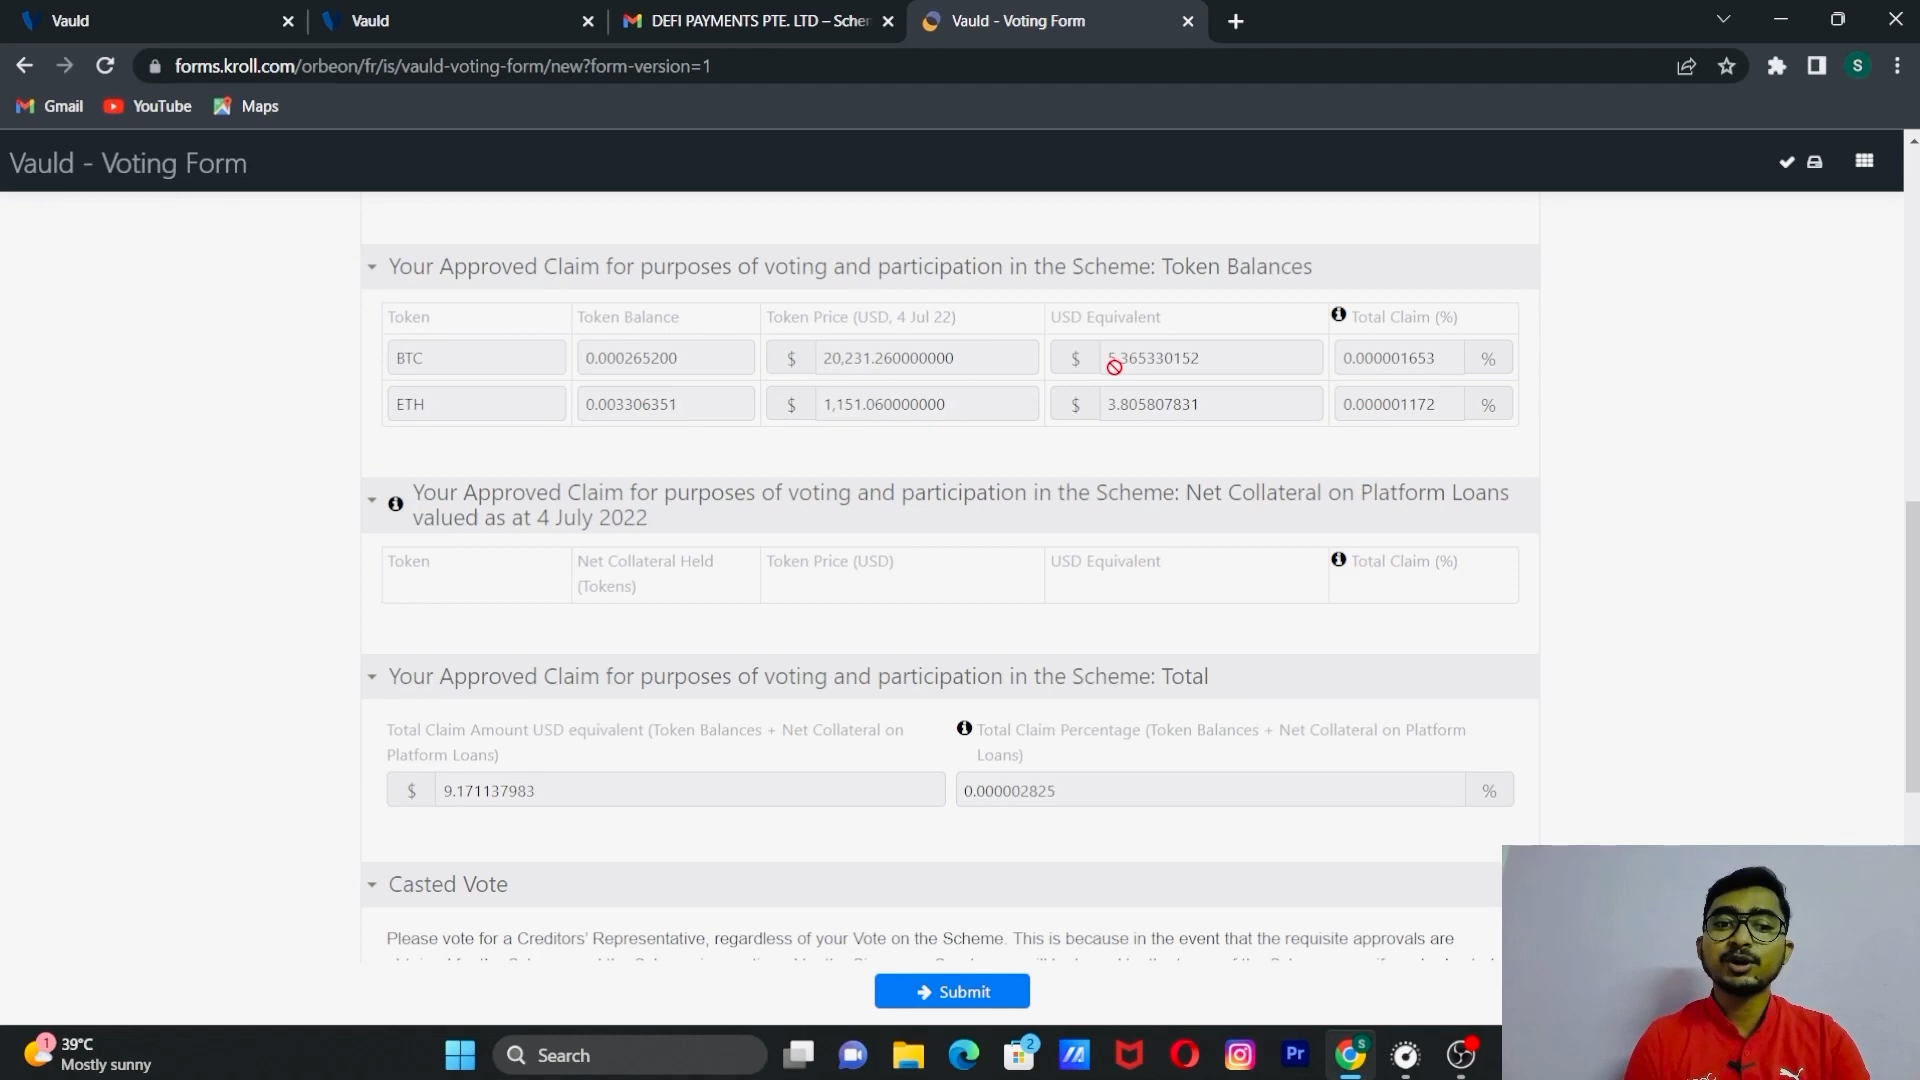 Vauld
Vauld
DEFI PAYMENTS PTE. LTD – Scher
Vauld - Voting Form
forms.kroll.com/orbeon/fr/is/vauld-voting-form/new?form-version=1
S
Gmail
YouTube
Maps
Vauld - Voting Form
Your Approved Claim for purposes of voting and participation in the Scheme: Token Balances
Token Token Balance Token Price (USD, 4 Jul 22) USD Equivalent Total Claim (%)
BTC 0.000265200 $ 20,231.260000000 $ 5.365330152 0.000001653 %
ETH 0.003306351 $ 1,151.060000000 $ 3.805807831 0.000001172 %
Your Approved Claim for purposes of voting and participation in the Scheme: Net Collateral on Platform Loans
valued as at 4 July 2022
Token Net Collateral Held Token Price (USD) USD Equivalent Total Claim (%)
(Tokens)
Your Approved Claim for purposes of voting and participation in the Scheme: Total
Total Claim Amount USD equivalent (Token Balances + Net Collateral on
Platform Loans)
Total Claim Percentage (Token Balances + Net Collateral on Platform
Loans)
$ 9.171137983 0.000002825 %
Casted Vote
Please vote for a Creditors' Representative, regardless of your Vote on the Scheme. This is because in the event that the requisite approvals are
Submit
1
39°C
Mostly sunny
Search
2
Pr
S